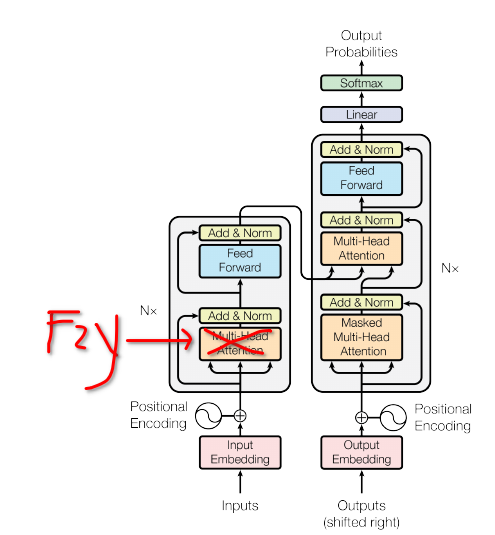 Output
Probabilities
Softmax
Linear
Add & Norm
Feed
Forward
Add & Norm
Multi-Head
Attention
Add & Norm
Masked
Multi-Head
Attention
N×
Positional
Encoding
Output
Embedding
Outputs
(shifted right)
Add & Norm
Feed
Forward
N×
Add & Norm
Multi-Head
Attention
Fzy
Positional
Encoding
Input
Embedding
Inputs